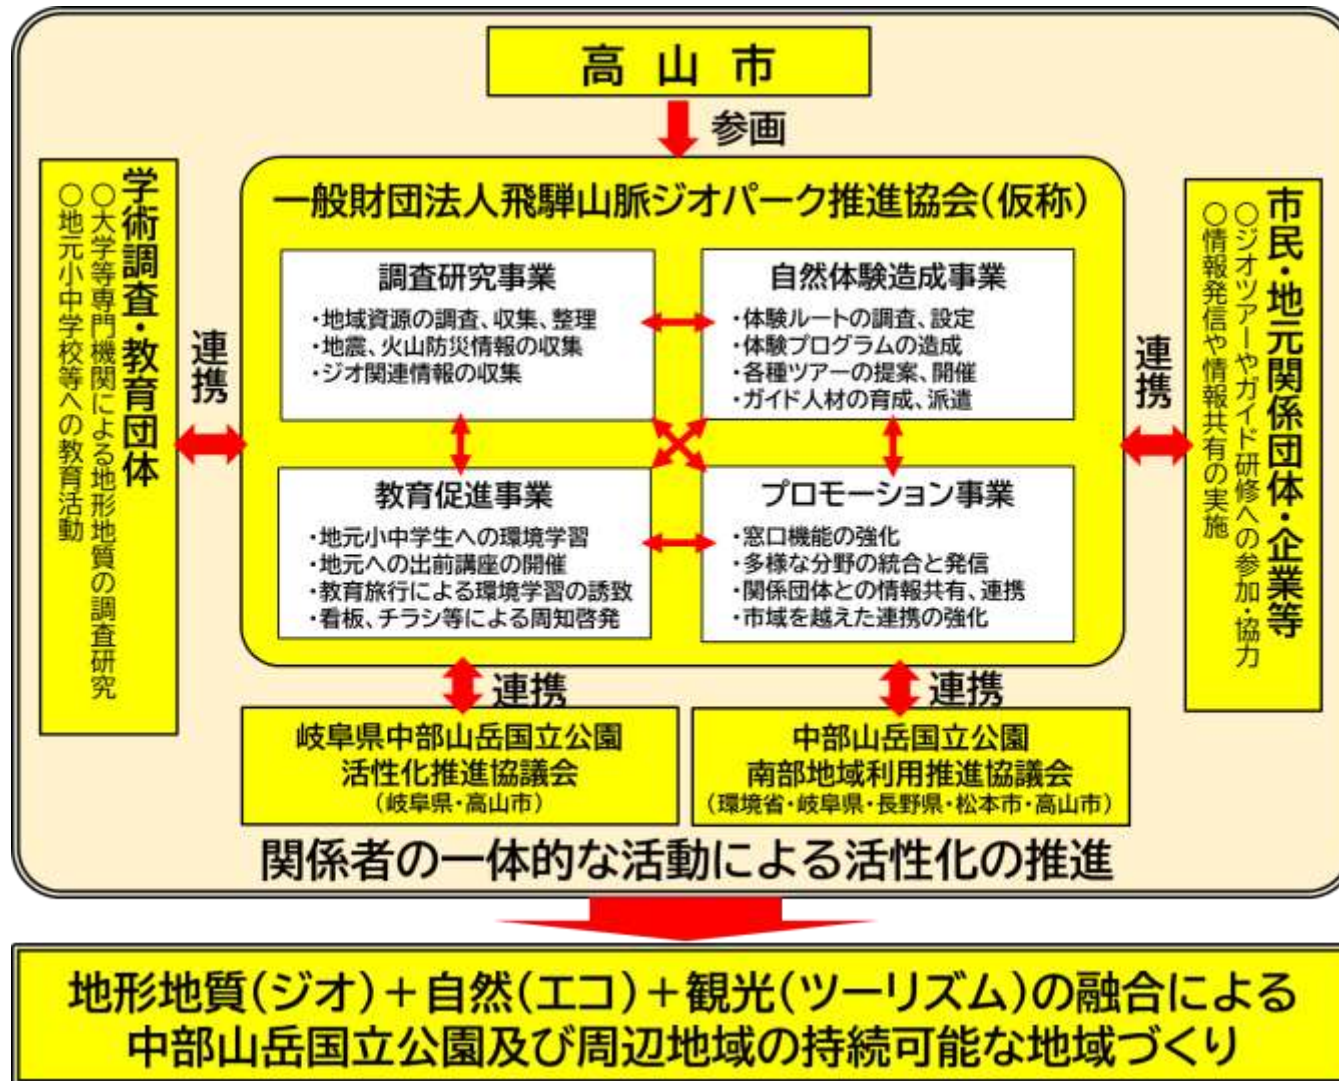 高山市
参画
学術調査・教育団体
○大学等専門機関による地形地質の調査研究
○地元小中学校等への教育活動
連携
一般財団法人飛騨山脈ジオパーク推進協会(仮称)
調査研究事業
・地域資源の調査、収集、整理
・地震、火山防災情報の収集
・ジオ関連情報の収集
自然体験造成事業
・体験ルートの調査、設定
・体験プログラムの造成
・各種ツアーの提案、開催
・ガイド人材の育成、派遣
教育促進事業
・地元小中学生への環境学習
・地元への出前講座の開催
・教育旅行による環境学習の誘致
・看板、チラシ等による周知啓発
プロモーション事業
・窓口機能の強化
・多様な分野の統合と発信
・関係団体との情報共有、連携
・市域を越えた連携の強化
連携
市民・地元関係団体・企業等
○ジオツアーやガイド研修への参加・協力
○情報発信や情報共有の実施
連携
連携
岐阜県中部山岳国立公園
活性化推進協議会
(岐阜県・高山市)
中部山岳国立公園
南部地域利用推進協議会
(環境省・岐阜県・長野県・松本市・高山市)
関係者の一体的な活動による活性化の推進
地形地質(ジオ)+自然(エコ)+観光(ツーリズム)の融合による
中部山岳国立公園及び周辺地域の持続可能な地域づくり